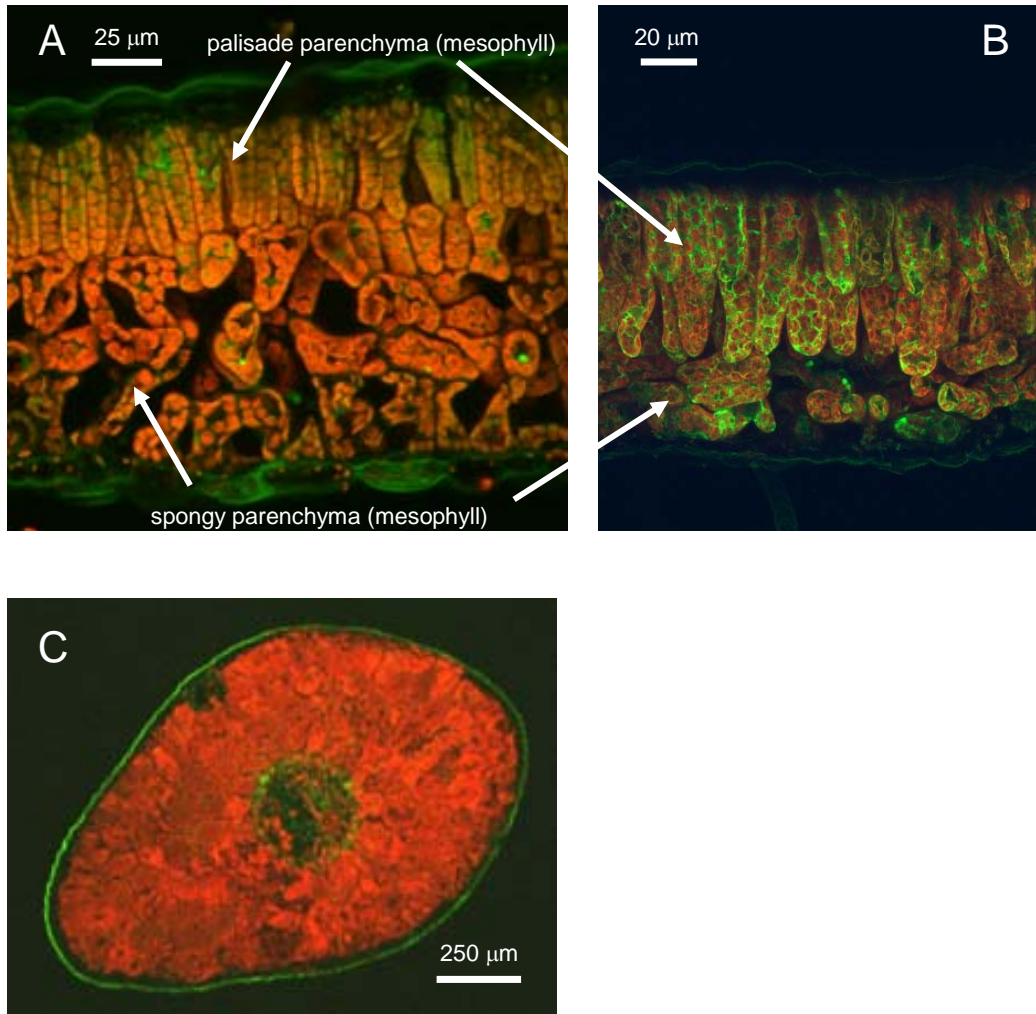 A
25 μm
palisade parenchyma (mesophyll)
20 μm
B
spongy parenchyma (mesophyll)
C
250 μm